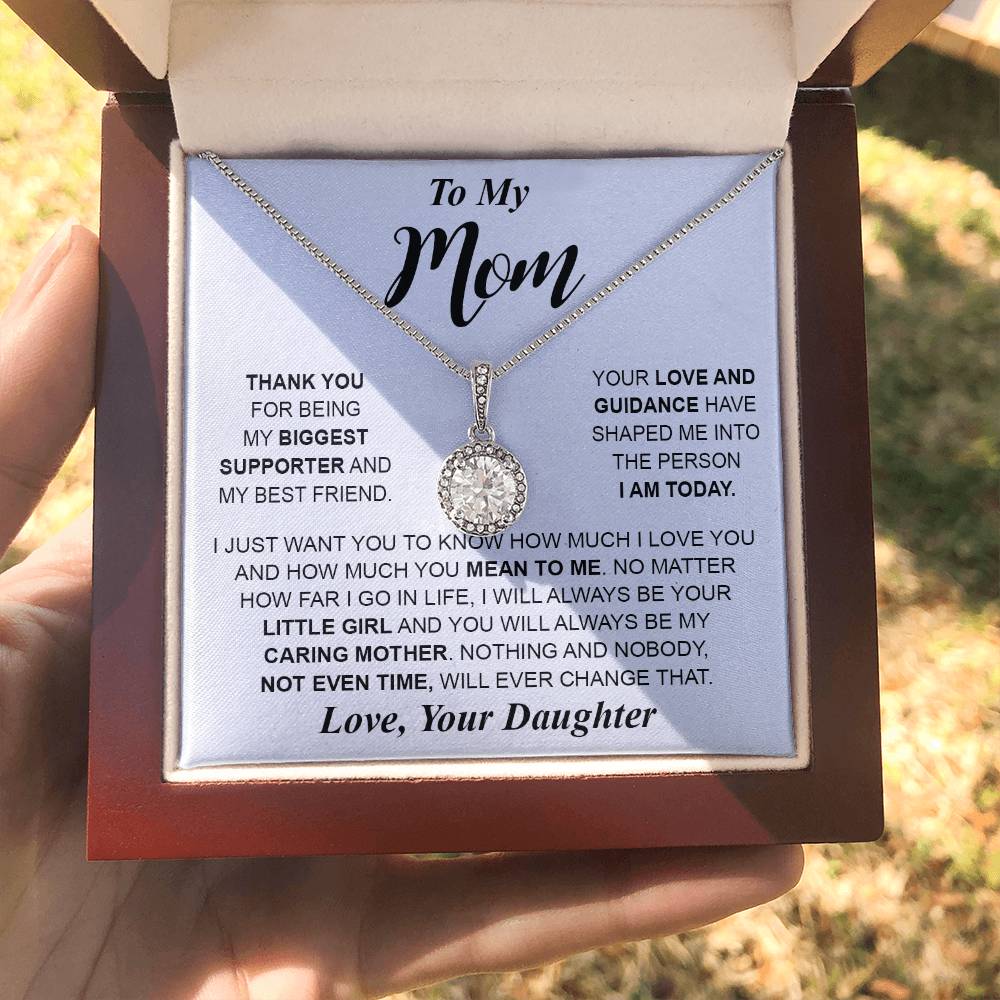 To My
Mom
THANK YOU
FOR BEING
MY BIGGEST
SUPPORTER AND
MY BEST FRIEND.
YOUR LOVE AND
GUIDANCE HAVE
SHAPED ME INTO
THE PERSON
I AM TODAY.
I JUST WANT YOU TO KNOW HOW MUCH I LOVE YOU
AND HOW MUCH YOU MEAN TO ME. NO MATTER
HOW FAR I GO IN LIFE, I WILL ALWAYS BE YOUR
LITTLE GIRL AND YOU WILL ALWAYS BE MY
CARING MOTHER. NOTHING AND NOBODY,
NOT EVEN TIME, WILL EVER CHANGE THAT.
Love, Your Daughter